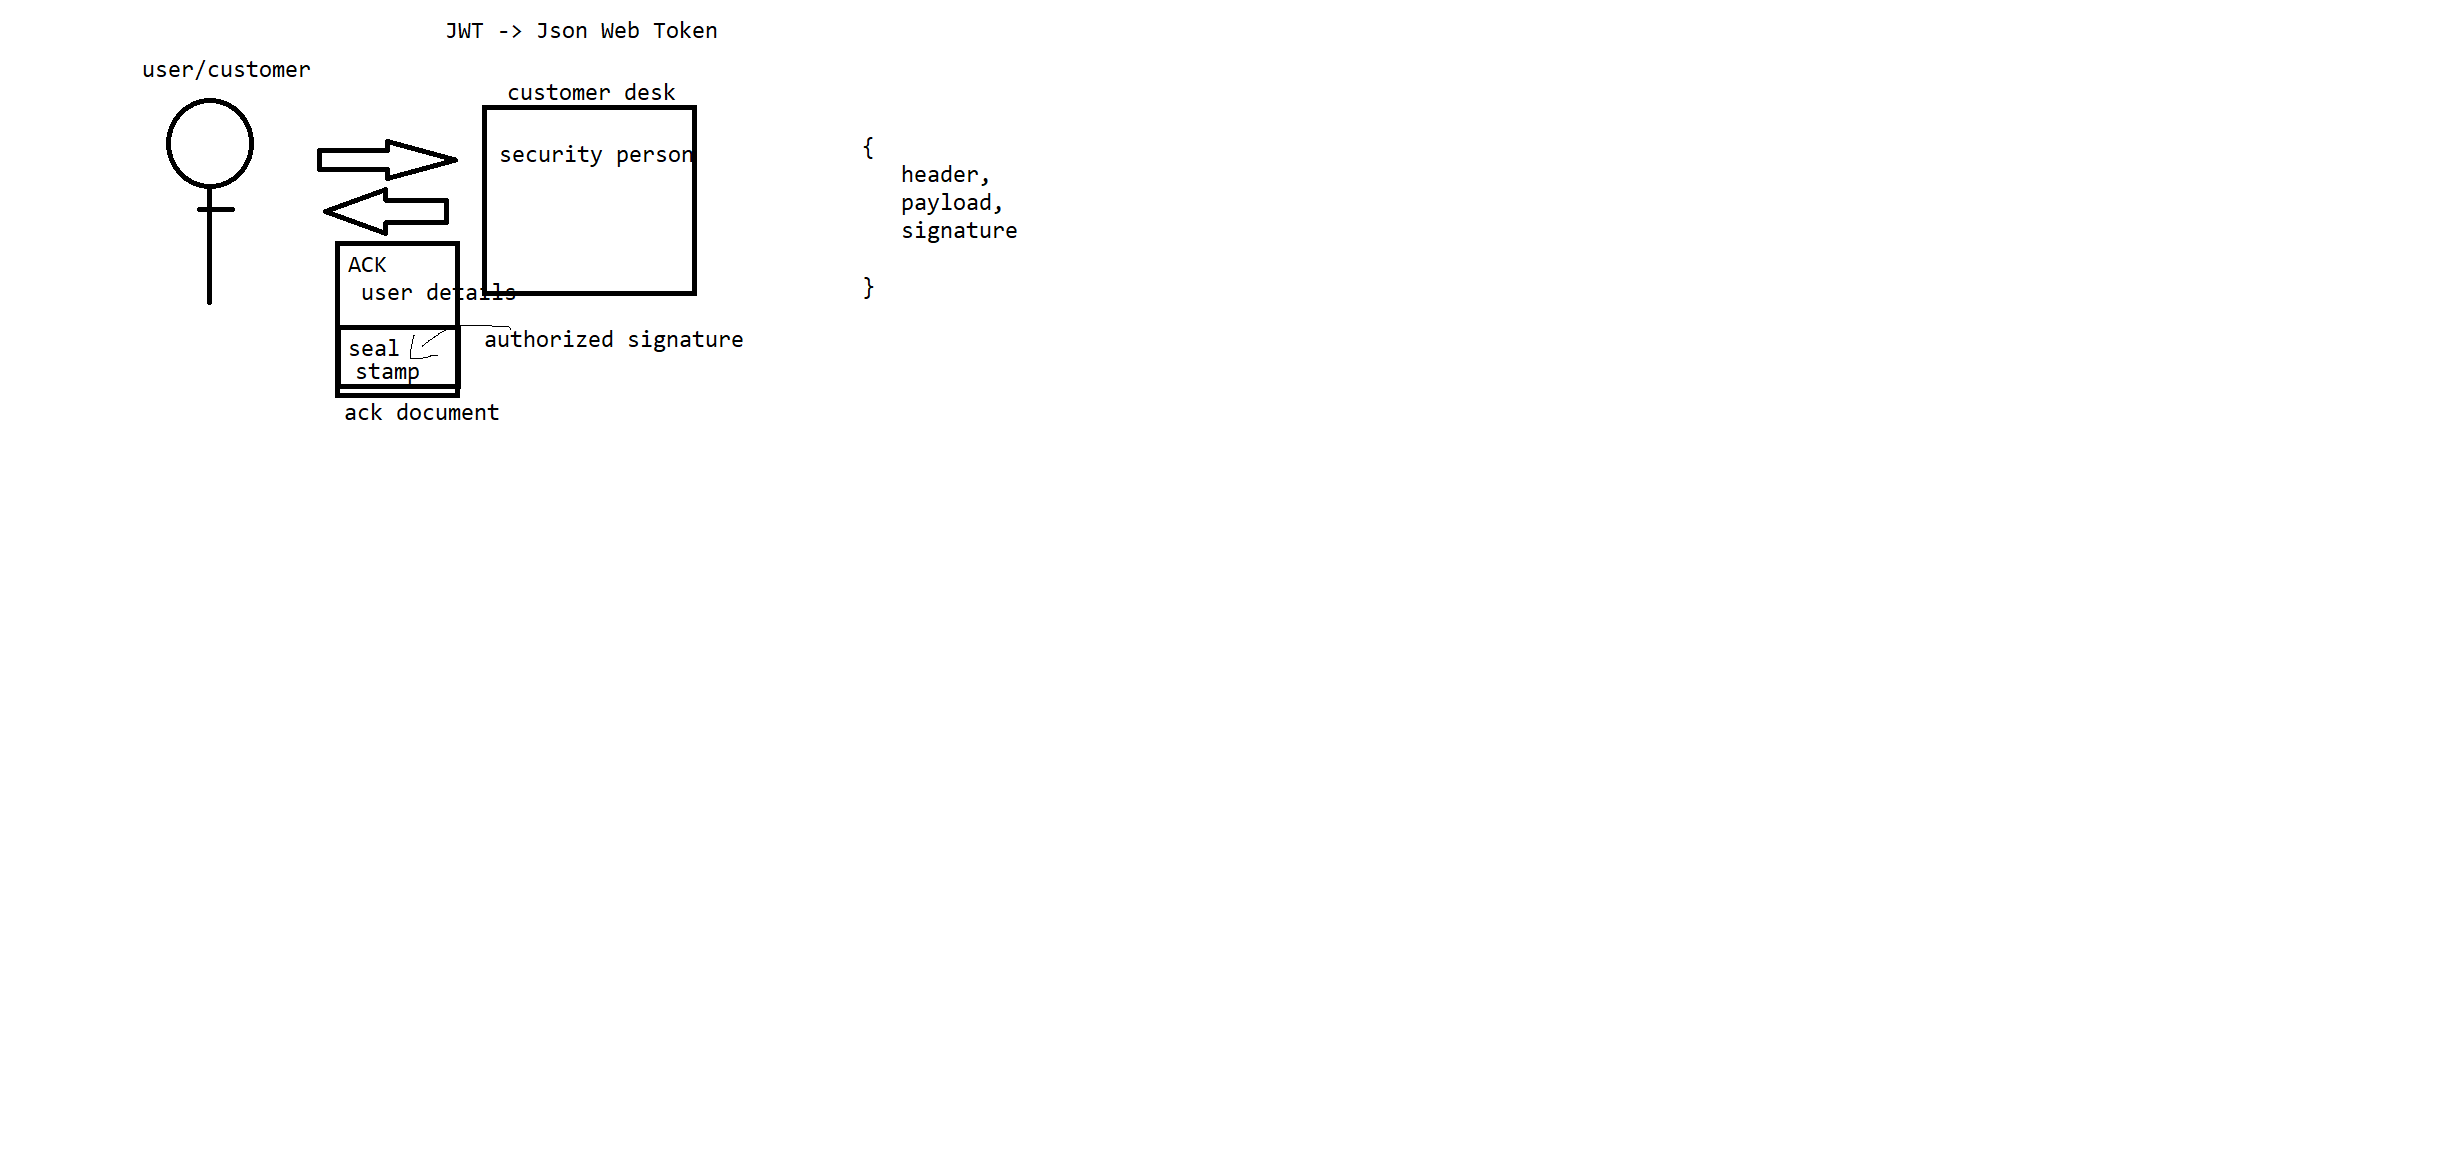 JWT -> Json Web Token
user/customer
customer desk
security person
{
header,
payload,
signature
}
ACK
user details
seal
stamp
authorized signature
ack document